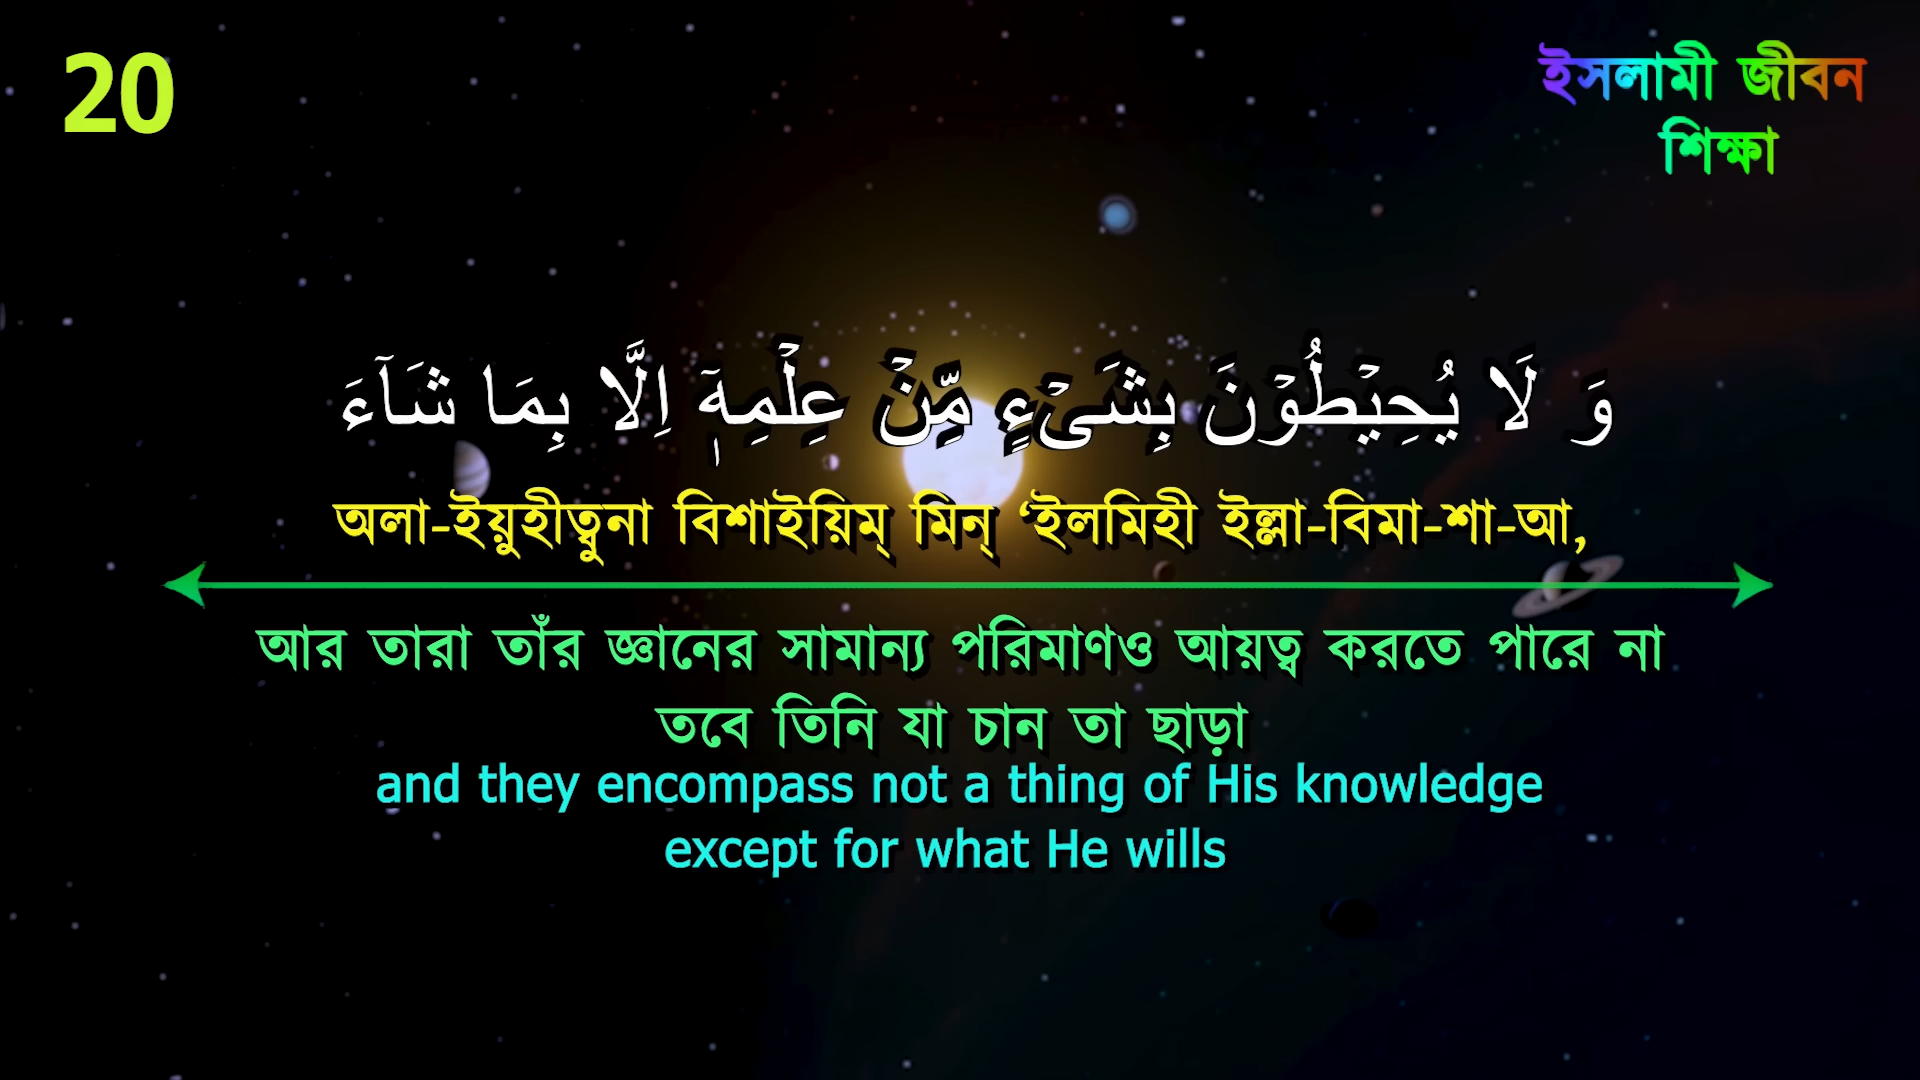 20
ইসলামী জীবন
শিক্ষা
وَ لَا یُحِیۡطُوۡنَ بِشَیۡءٍ مِّنۡ عِلۡمِهٖۤ اِلَّا بِمَا شَآءَ
অলা-ইয়ুহীত্বুনা বিশাইয়িম্ মিন্ ‘ইলমিহী ইল্লা-বিমা-শা-আ,
আর তারা তাঁর জ্ঞানের সামান্য পরিমাণও আয়ত্ব করতে পারে না
তবে তিনি যা চান তা ছাড়া
and they encompass not a thing of His knowledge
except for what He wills